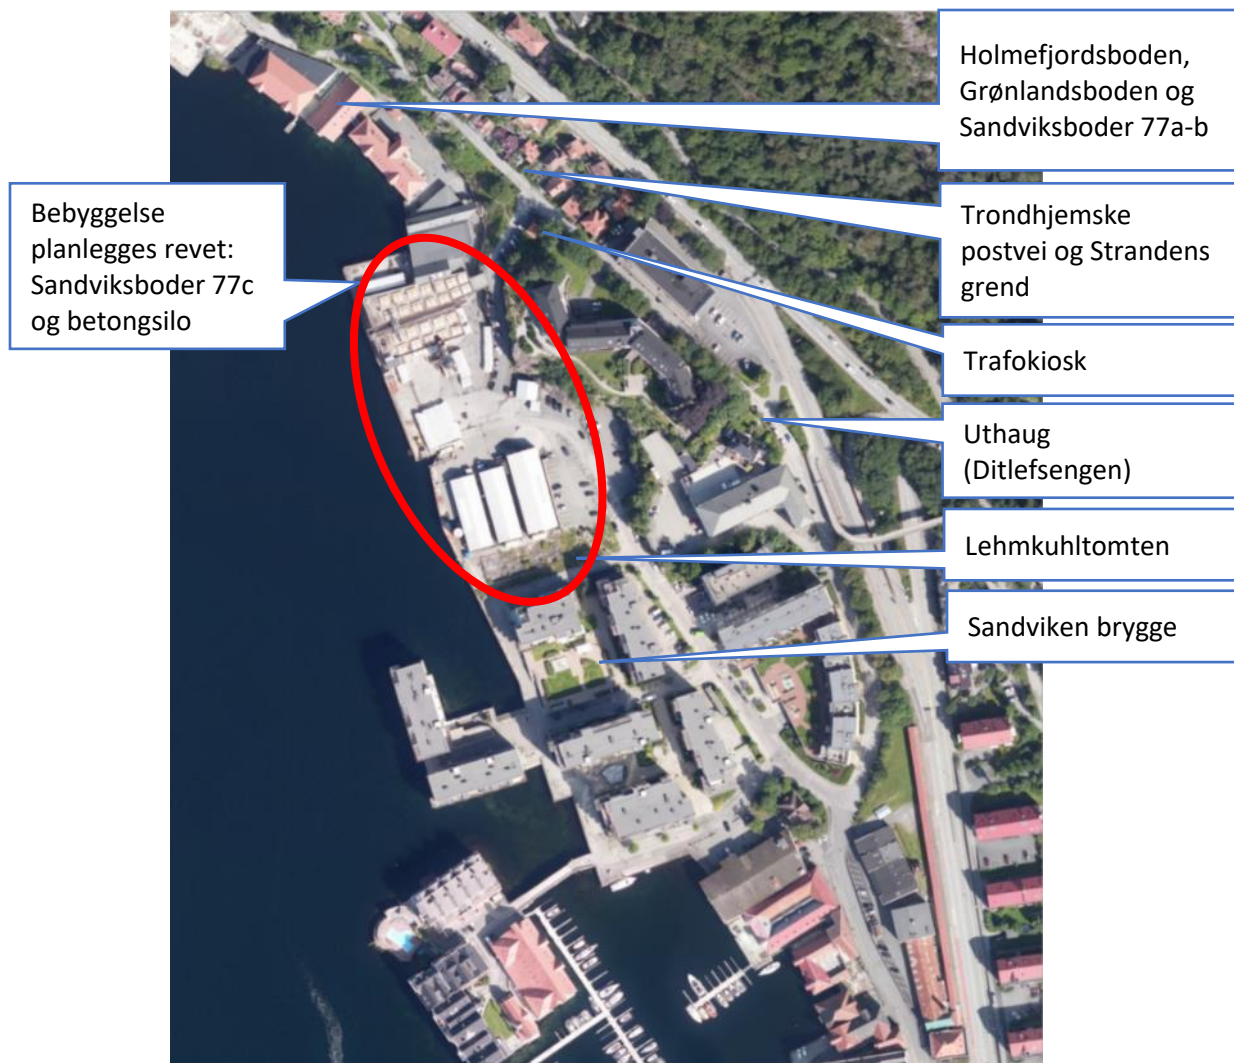 Holmefjordsboden,
Grønlandsboden og
Sandviksboder 77a-b
Bebyggelse
planlegges revet:
Sandviksboder 77c
og betongsilo
Trondhjemske
postvei og Strandens
grend
Trafokiosk
Uthaug
(Ditlefsengen)
Lehmkuhltomten
Sandviken brygge